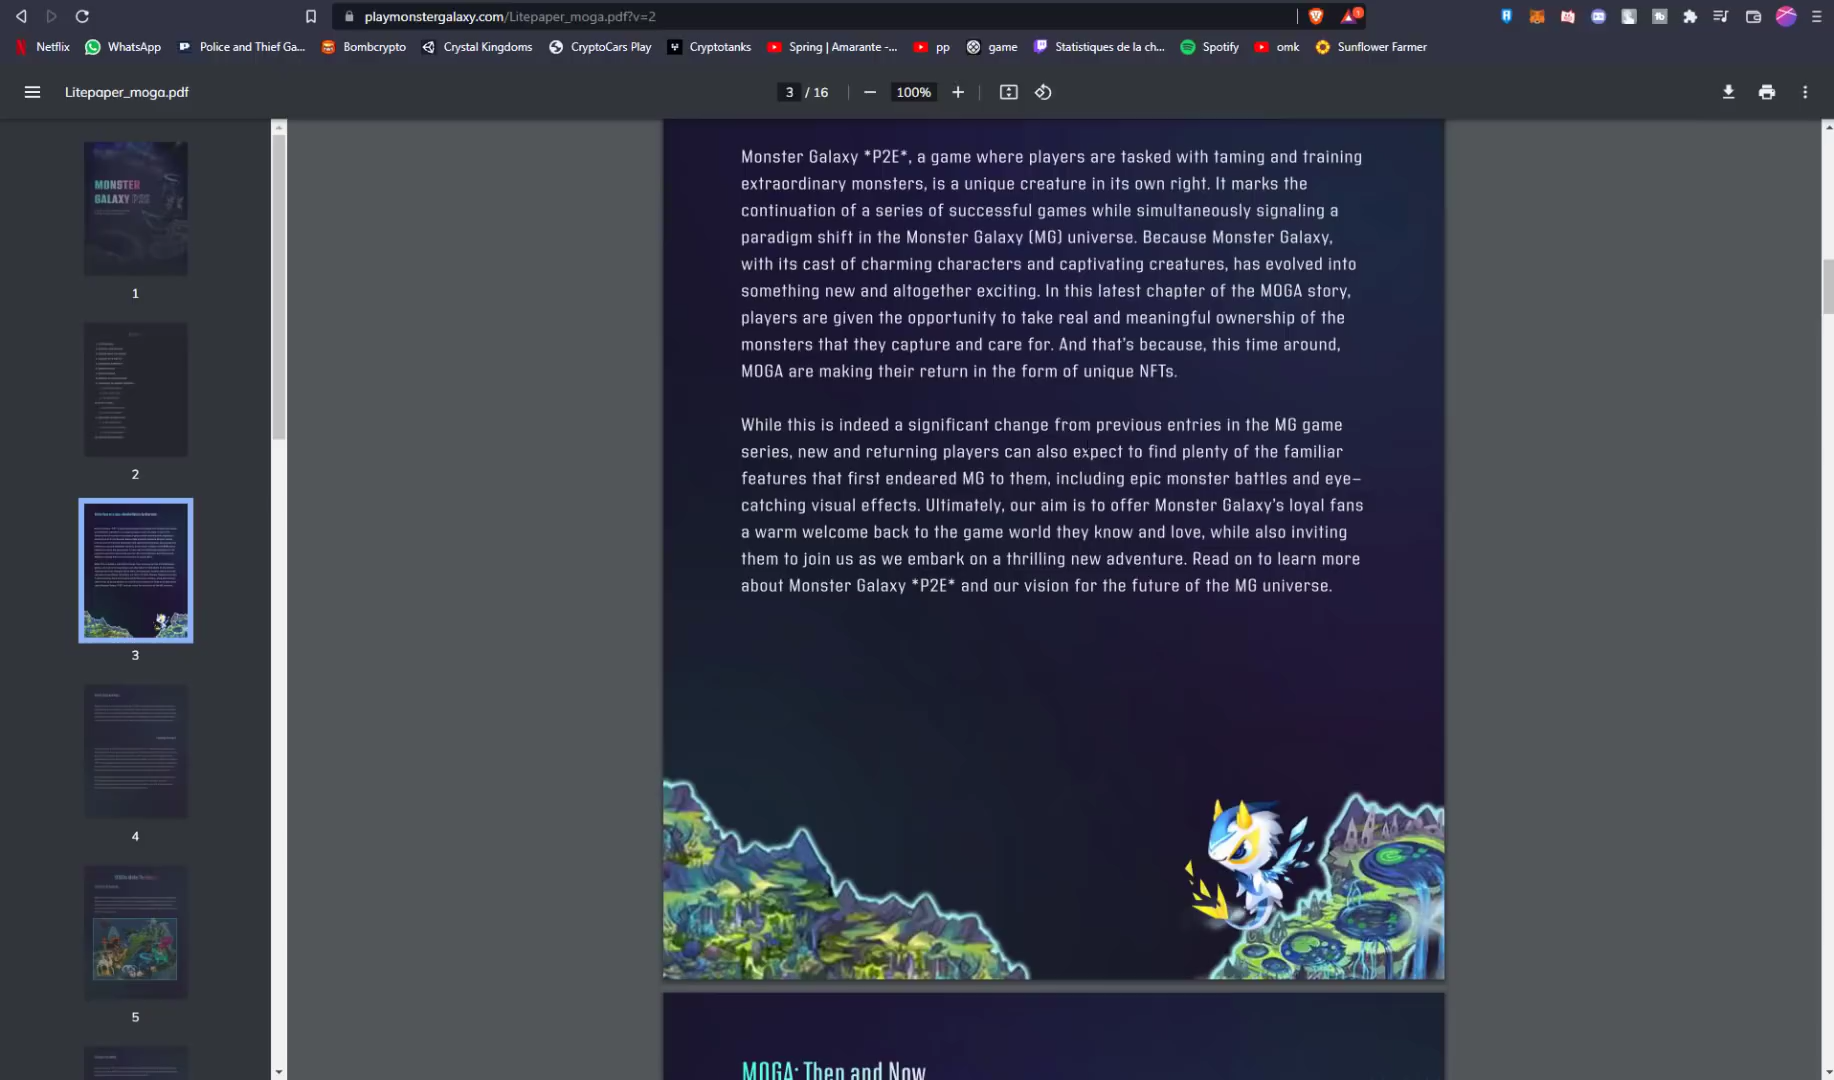 playmonstergalaxy.com/Litepaper_moga.pdf?v=2
1
Netflix
WhatsApp
Police and Thief Ga...
Bombcrypto
Crystal Kingdoms
CryptoCars Play
Cryptotanks
Spring | Amarante -...
pp
game
Statistiques de la ch...
Spotify
omk
Sunflower Farmer
Litepaper_moga.pdf
3 / 16
100%
MONSTER
GALAXY P2E
1
2
3
4
5
Monster Galaxy *P2E*, a game where players are tasked with taming and training
extraordinary monsters, is a unique creature in its own right. It marks the
continuation of a series of successful games while simultaneously signaling a
paradigm shift in the Monster Galaxy (MG) universe. Because Monster Galaxy,
with its cast of charming characters and captivating creatures, has evolved into
something new and altogether exciting. In this latest chapter of the MOGA story,
players are given the opportunity to take real and meaningful ownership of the
monsters that they capture and care for. And that's because, this time around,
MOGA are making their return in the form of unique NFTs.
While this is indeed a significant change from previous entries in the MG game
series, new and returning players can also expect to find plenty of the familiar
features that first endeared MG to them, including epic monster battles and eye-
catching visual effects. Ultimately, our aim is to offer Monster Galaxy's loyal fans
a warm welcome back to the game world they know and love, while also inviting
them to join us as we embark on a thrilling new adventure. Read on to learn more
about Monster Galaxy *P2E* and our vision for the future of the MG universe.
MOGA: Then and Now